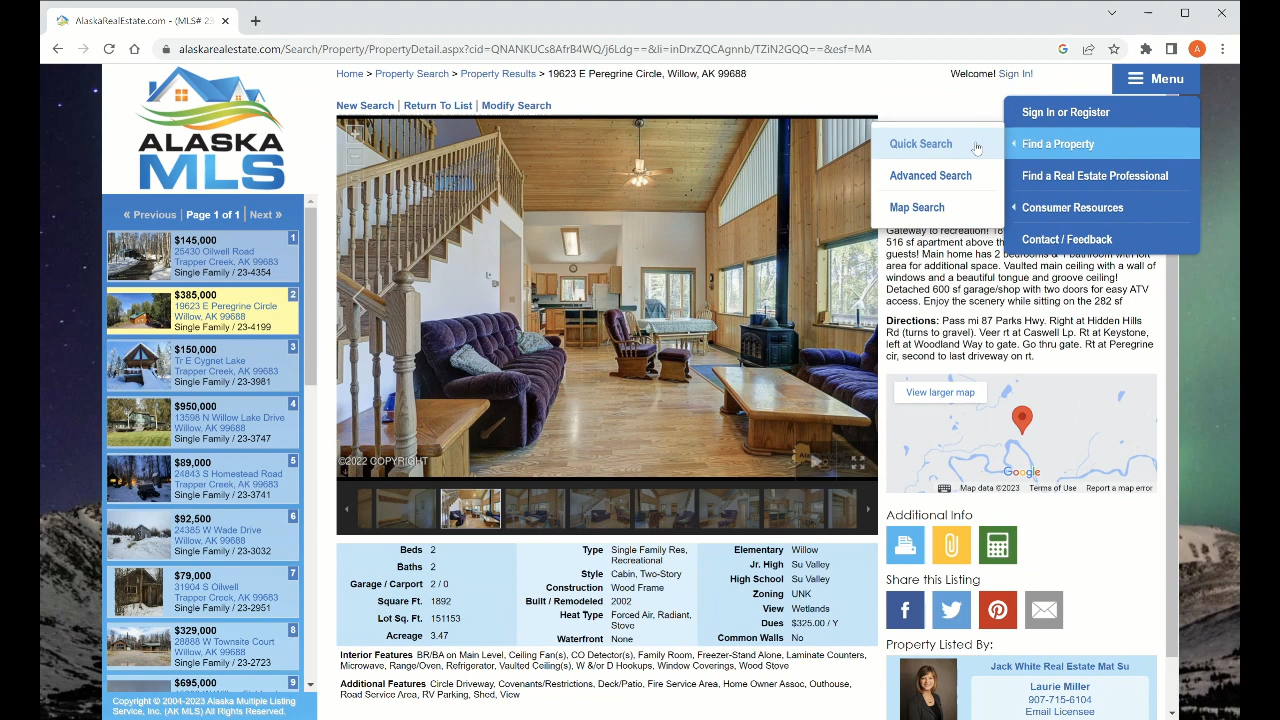 AlaskaRealEstate.com - (MLS# 23
alaskarealestate.com/Search/Property/PropertyDetail.aspx?cid=QNANKUCs8AfrB4WQ/j6Ldg==&li=inDrxZQCAgnnb/TZiN2GQQ==&esf=MA
A
Home > Property Search > Property Results > 19623 E Peregrine Circle, Willow, AK 99688
Welcome! Sign In!
Menu
ALASKA
MLS
New Search | Return To List | Modify Search
Sign In or Register
Find a Property
Find a Real Estate Professional
Consumer Resources
Contact / Feedback
Quick Search
Advanced Search
Map Search
« Previous | Page 1 of 1 | Next »
$145,000 1
25430 Oilwell Road
Trapper Creek, AK 99683
Single Family / 23-4354
$385,000 2
19623 E Peregrine Circle
Willow, AK 99688
Single Family / 23-4199
$150,000 3
Tr E Cygnet Lake
Trapper Creek, AK 99683
Single Family / 23-3981
$950,000 4
13598 N Willow Lake Drive
Willow, AK 99688
Single Family / 23-3747
$89,000 5
24843 S Homestead Road
Trapper Creek, AK 99683
Single Family / 23-3741
$92,500 6
24385 W Wade Drive
Willow, AK 99688
Single Family / 23-3032
$79,000 7
31904 S Oilwell
Trapper Creek, AK 99683
Single Family / 23-2951
$329,000 8
28888 W Townsite Court
Willow, AK 99688
Single Family / 23-2723
$695,000 9
Copyright © 2004-2023 Alaska Multiple Listing
Service, Inc. (AK MLS) All Rights Reserved.
©2022 COPYRIGHT
Beds 2
Baths 2
Garage / Carport 2 / 0
Square Ft. 1892
Lot Sq. Ft. 151153
Acreage 3.47
Type Single Family Res,
Recreational
Style Cabin, Two-Story
Construction Wood Frame
Built / Remodeled 2002
Heat Type Forced Air, Radiant,
Stove
Waterfront None
Elementary Willow
Jr. High Su Valley
High School Su Valley
Zoning UNK
View Wetlands
Dues $325.00 / Y
Common Walls No
Interior Features BR/BA on Main Level, Ceiling Fan(s), CO Detector(s), Family Room, Freezer-Stand Alone, Laminate Counters,
Microwave, Range/Oven, Refrigerator, Vaulted Ceiling(s), W &/or D Hookups, Window Coverings, Wood Stove
Additional Features Circle Driveway, Covenants/Restrictions, Deck/Patio, Fire Service Area, Home Owner Assoc, Outhouse,
Road Service Area, RV Parking, Shed, View
Gateway to recreation!
516 sf of apartment above th
guests! Main home has 2 bedrooms & 1 bathroom with loft
area for additional space. Vaulted main ceiling with a wall of
windows and a beautiful tongue and groove ceiling!
Detached 600 sf garage/shop with two doors for easy ATV
access. Enjoy the scenery while sitting on the 282 sf
Directions: Pass mi 87 Parks Hwy. Right at Hidden Hills
Rd (turns to gravel). Veer rt at Caswell Lp. Rt at Keystone,
left at Woodland Way to gate. Go thru gate. Rt at Peregrine
cir, second to last driveway on rt.
View larger map
Google
Map data ©2023 Terms of Use Report a map error
Additional Info
Share this Listing
Property Listed By:
Jack White Real Estate Mat Su
Laurie Miller
907-715-6104
Email Licensee